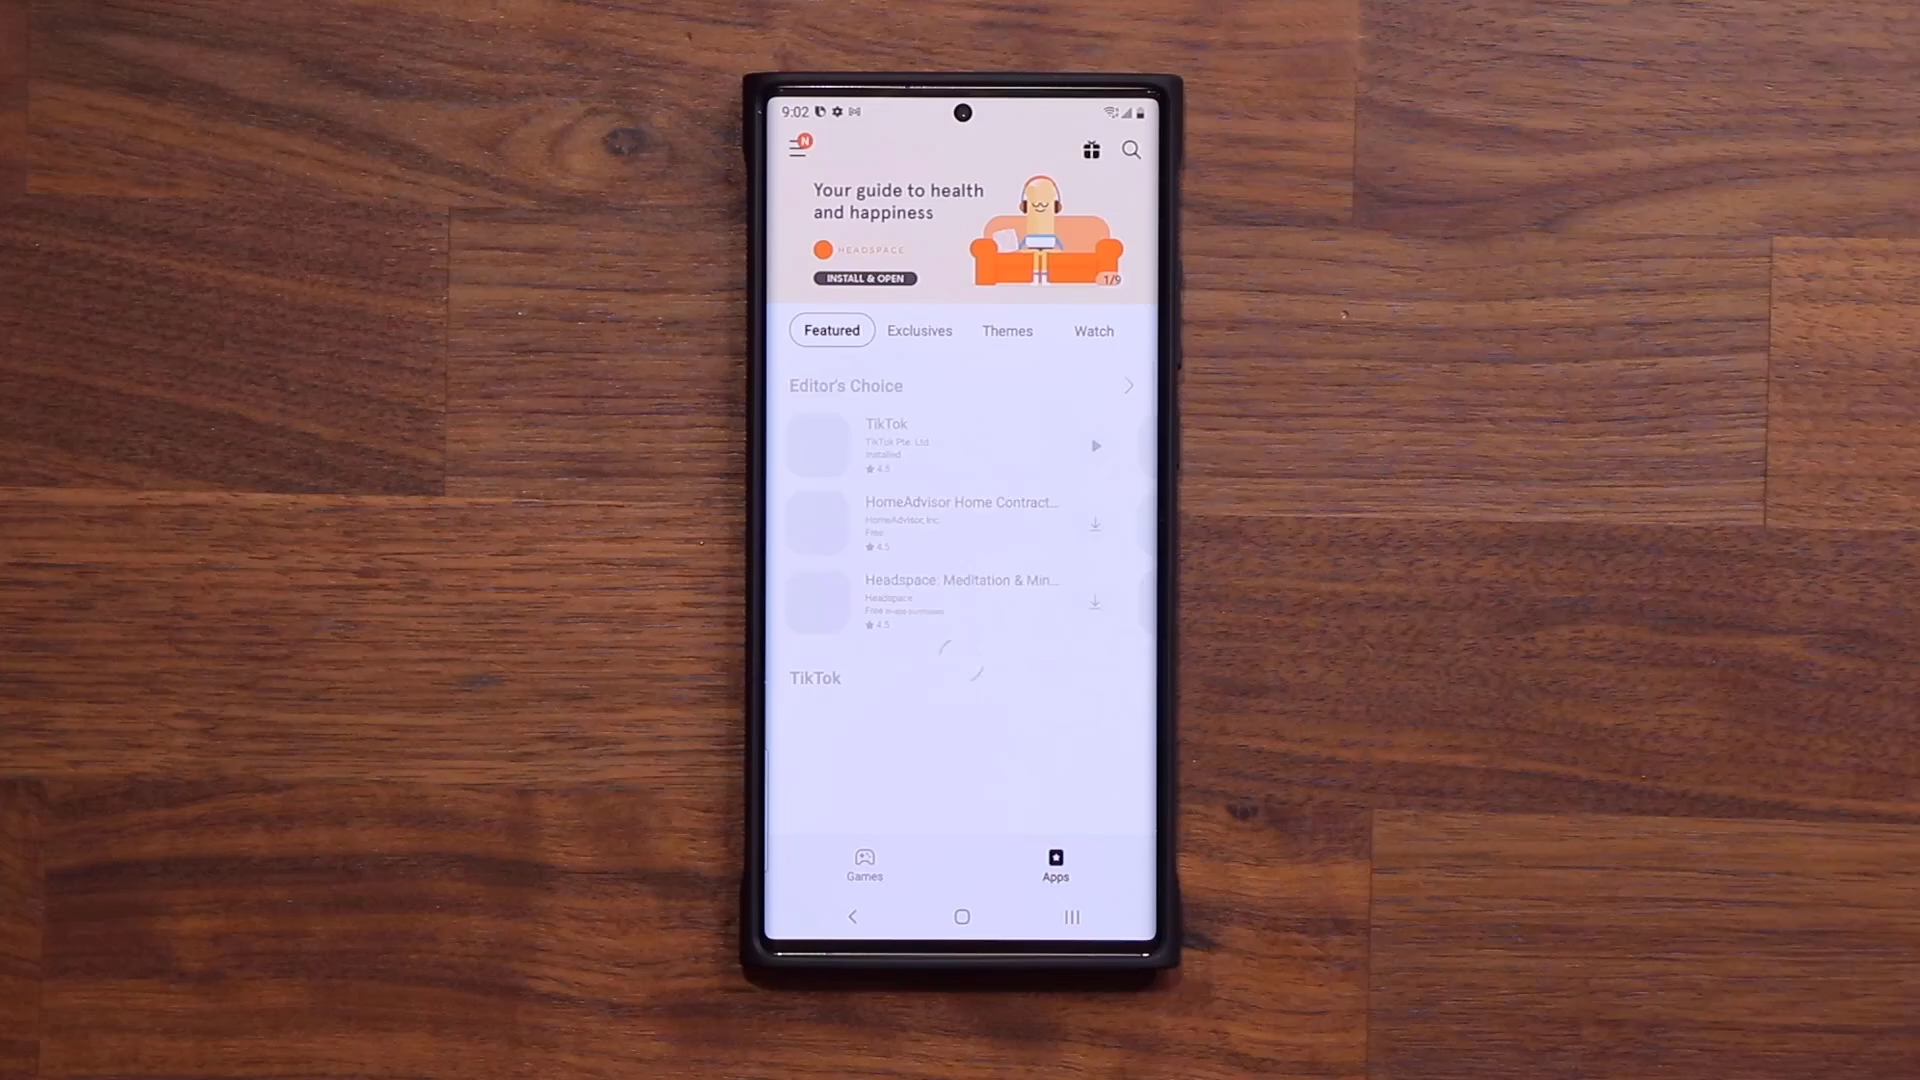 9:02
N
Your guide to health
and happiness
HEADSPACE
INSTALL & OPEN
1/9
Featured
Exclusives
Themes
Watch
Editor's Choice
TikTok
TikTok Pte. Ltd.
Installed
4.5
HomeAdvisor Home Contract...
HomeAdvisor, Inc.
Free
4.5
Headspace: Meditation & Min...
Headspace
Free In-app purchases
4.5
TikTok
Games
Apps